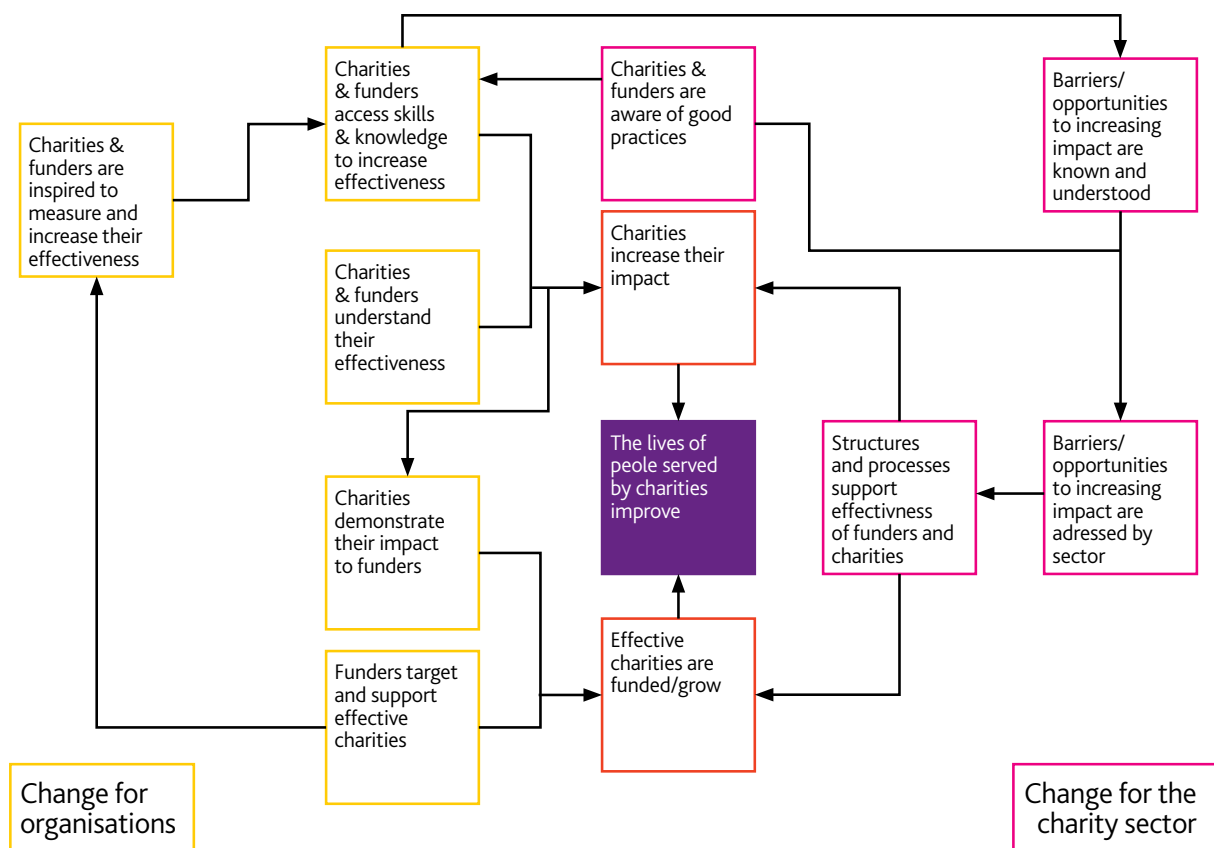 Charities
& funders
access skills
& knowledge
to increase
effectiveness
Charities &
funders are
aware of good
practices
Barriers/
opportunities
to increasing
impact are
known and
understood
Charities &
funders are
inspired to
measure and
increase their
effectiveness
Charities
increase their
impact
Charities
& funders
understand
their
effectiveness
The lives of
peole served
by charities
improve
Structures
and processes
support
effectivness
of funders and
charities
Barriers/
opportunities
to increasing
impact are
adressed by
sector
Charities
demonstrate
their impact
to funders
Effective
charities are
funded/grow
Funders target
and support
effective
charities
Change for
organisations
Change for the
charity sector